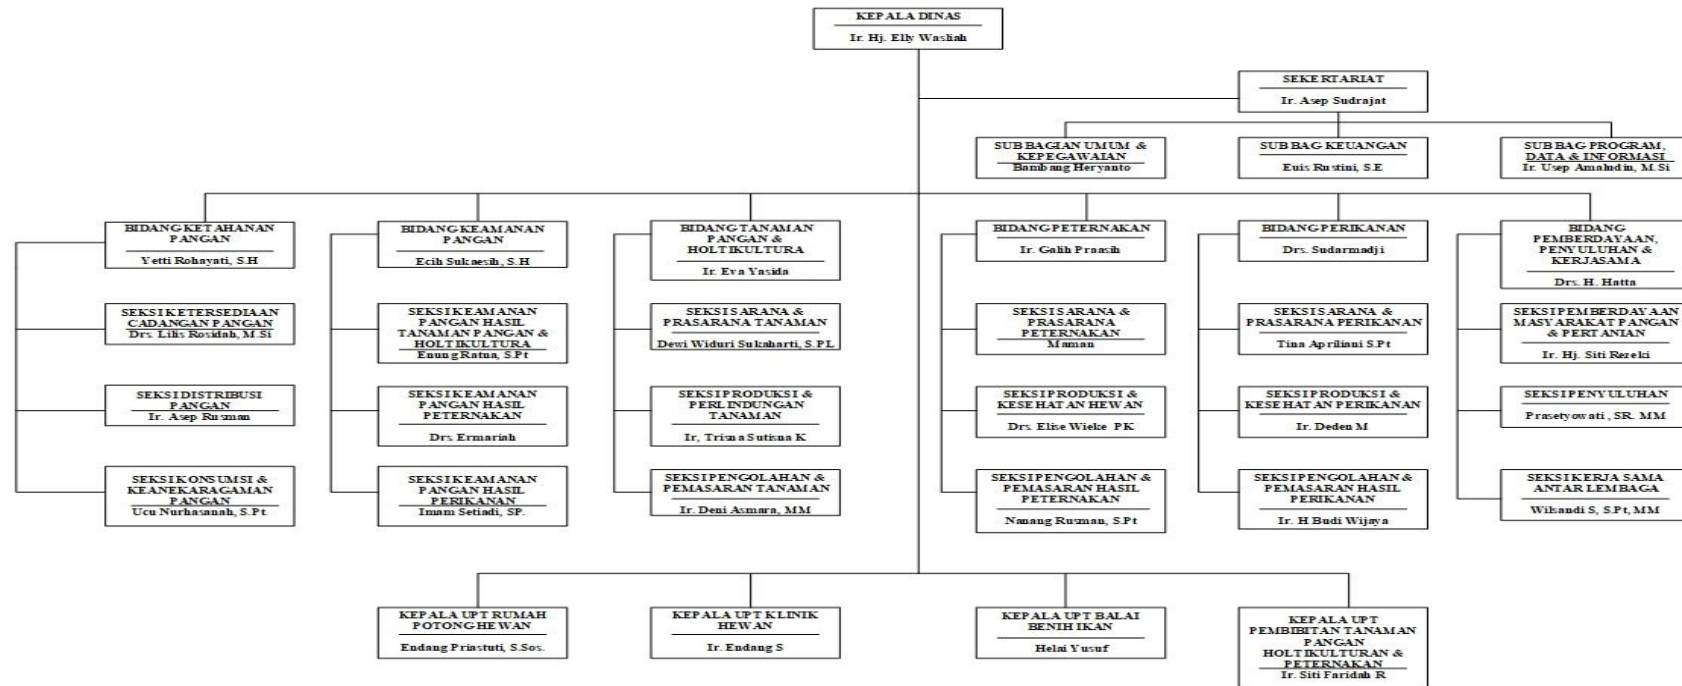 KEPALA DINAS
Ir. Hj. Elly Wasliah
SEKERTARIAT
Ir. Asep Sudrajat
SUB BAGIAN UMUM &
KEPEGAWAIAN
Bambang Heryanto
SUB BAG KEUANGAN
Euis Rustini, S.E
SUB BAG PROGRAM,
DATA & INFORMASI
Ir. Usep Amaludin, M.Si
BIDANG KETAHANAN
PANGAN
Yetti Rohayati, S.H
SEKSI KETERSEDIAAN
CADANGAN PANGAN
Drs. Lilis Rosidah, M.Si
SEKSI DISTRIBUSI
PANGAN
Ir. Asep Rusman
SEKSI KONSUMSI &
KEANEKARAGAMAN
PANGAN
Ucu Nurhasanah, S.Pt.
BIDANG KEAMANAN
PANGAN
Ecih Sukaesih, S.H
SEKSI KEAMANAN
PANGAN HASIL
TANAMAN PANGAN &
HOLTIKULTURA
Enung Ratna, S.Pt
SEKSI KEAMANAN
PANGAN HASIL
PETERNAKAN
Drs. Ermariah
SEKSI KEAMANAN
PANGAN HASIL
PERIKANAN
Imam Setiadi, SP.
BIDANG TANAMAN
PANGAN &
HOLTIKULTURA
Ir. Eva Yasida
SEKSI SARANA &
PRASARANA TANAMAN
Dewi Widuri Sukaharti, S.PL
SEKSI PRODUKSI &
PERLINDUNGAN
TANAMAN
Ir, Trisna Sutisna K
SEKSI PENGOLAHAN &
PEMASARAN TANAMAN
Ir. Deni Asmara, MM
BIDANG PETERNAKAN
Ir. Galih Praasih
SEKSI SARANA &
PRASARANA
PETERNAKAN
Maman
SEKSI PRODUKSI &
KESEHATAN HEWAN
Drs. Elise Wieke PK
SEKSI PENGOLAHAN &
PEMASARAN HASIL
PETERNAKAN
Nanang Rusman, S.Pt
BIDANG PERIKANAN
Drs. Sudarmadji
SEKSI SARANA &
PRASARANA PERIKANAN
Tina Apriliani S.Pt
SEKSI PRODUKSI &
KESEHATAN PERIKANAN
Ir. Deden M
SEKSI PENGOLAHAN &
PEMASARAN HASIL
PERIKANAN
Ir. H Budi Wijaya
BIDANG
PEMBERDAYAAN,
PENYULUHAN &
KERJASAMA
Drs. H. Hatta
SEKSI PEMBERDAYAAN
MASYARAKAT PANGAN
& PERTANIAN
Ir. Hj. Siti Rezeki
SEKSI PENYULUHAN
Prasetyowati , SR. MM
SEKSI KERJA SAMA
ANTAR LEMBAGA
Wilsandi S, S.Pt, MM
KEPALA UPT RUMAH
POTONG HEWAN
Endang Priastuti, S.Sos.
KEPALA UPT KLINIK
HEWAN
Ir. Endang S
KEPALA UPT BALAI
BENIH IKAN
Helai Yusuf
KEPALA UPT
PEMBIBITAN TANAMAN
PANGAN
HOLTIKULTURAN &
PETERNAKAN
Ir. Siti Faridah R